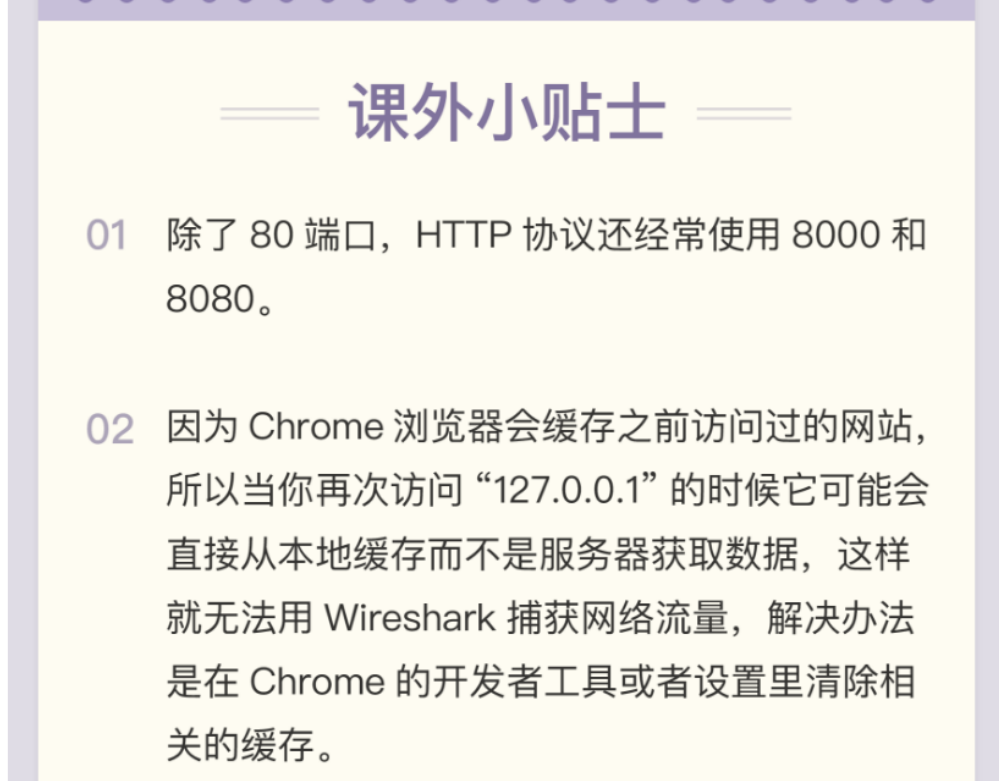 课外小贴士
01 除了 80 端口，HTTP 协议还经常使用 8000 和
8080。
02 因为 Chrome 浏览器会缓存之前访问过的网站，
所以当你再次访问 “127.0.0.1” 的时候它可能会
直接从本地缓存而不是服务器获取数据，这样
就无法用 Wireshark 捕获网络流量，解决办法
是在 Chrome 的开发者工具或者设置里清除相
关的缓存。